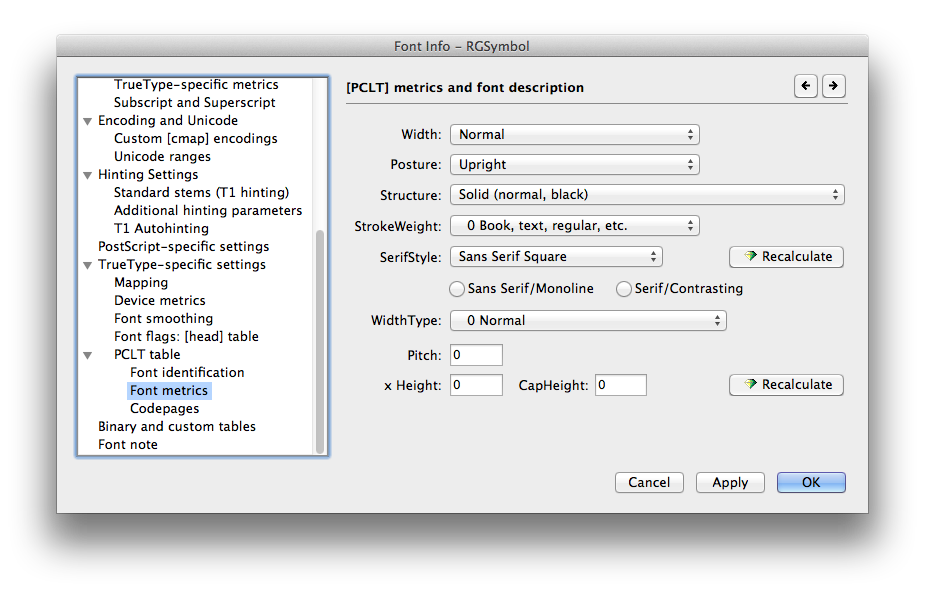 Font Info – RGSymbol
TrueType-specific metrics
Subscript and Superscript
Encoding and Unicode
Custom [cmap] encodings
Unicode ranges
Hinting Settings
Standard stems (T1 hinting)
Additional hinting parameters
T1 Autohinting
PostScript-specific settings
TrueType-specific settings
Mapping
Device metrics
Font smoothing
Font flags: [head] table
PCLT table
Font identification
Font metrics
Codepages
Binary and custom tables
Font note
[PCLT] metrics and font description
Width: Normal
Posture: Upright
Structure: Solid (normal, black)
StrokeWeight: 0 Book, text, regular, etc.
SerifStyle: Sans Serif Square Recalculate
Sans Serif/Monoline Serif/Contrasting
WidthType: 0 Normal
Pitch: 0
x Height: 0 CapHeight: 0 Recalculate
Cancel Apply OK